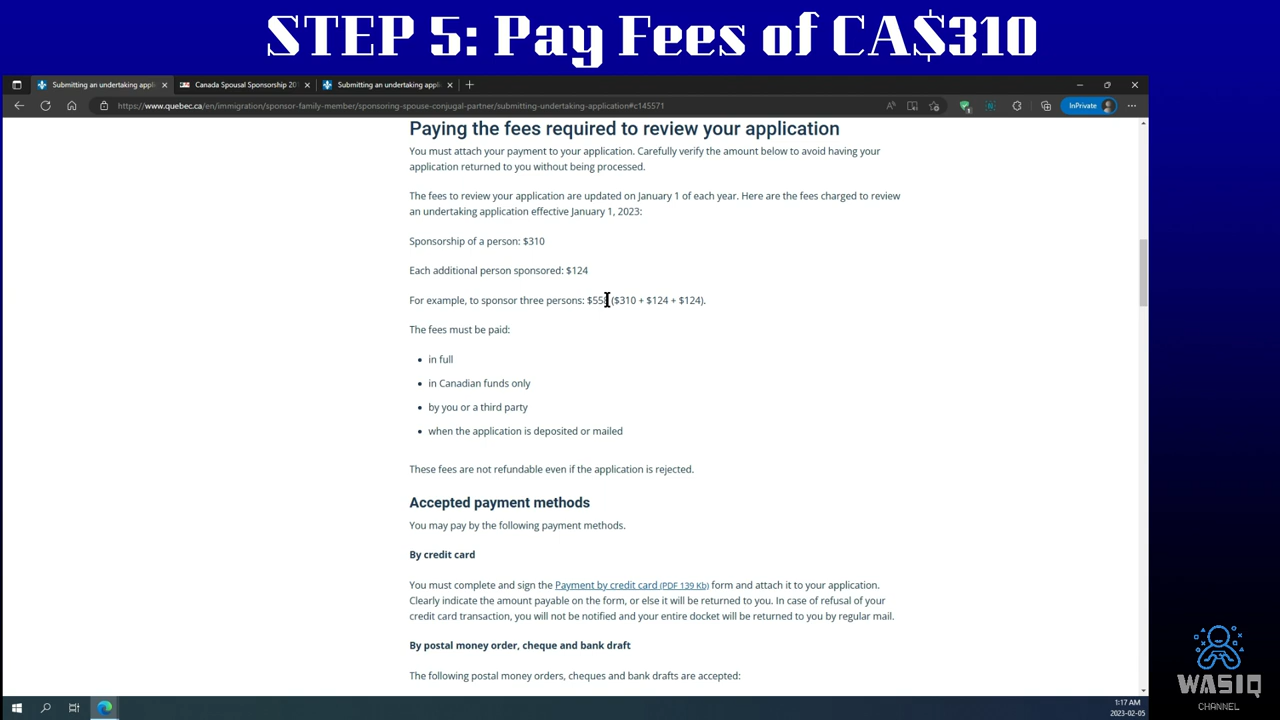 STEP 5: Pay Fees of CA$310
Submitting an undertaking appli
Canada Spousal Sponsorship 20
Submitting an undertaking appli
https://www.quebec.ca/en/immigration/sponsor-family-member/sponsoring-spouse-conjugal-partner/submitting-undertaking-application#c145571
InPrivate
Paying the fees required to review your application
You must attach your payment to your application. Carefully verify the amount below to avoid having your
application returned to you without being processed.
The fees to review your application are updated on January 1 of each year. Here are the fees charged to review
an undertaking application effective January 1, 2023:
Sponsorship of a person: $310
Each additional person sponsored: $124
For example, to sponsor three persons: $558 ($310 + $124 + $124).
The fees must be paid:
• in full
• in Canadian funds only
• by you or a third party
• when the application is deposited or mailed
These fees are not refundable even if the application is rejected.
Accepted payment methods
You may pay by the following payment methods.
By credit card
You must complete and sign the Payment by credit card (PDF 139 Kb) form and attach it to your application.
Clearly indicate the amount payable on the form, or else it will be returned to you. In case of refusal of your
credit card transaction, you will not be notified and your entire docket will be returned to you by regular mail.
By postal money order, cheque and bank draft
The following postal money orders, cheques and bank drafts are accepted:
WASIQ
CHANNEL
1:17 AM
2023-02-05